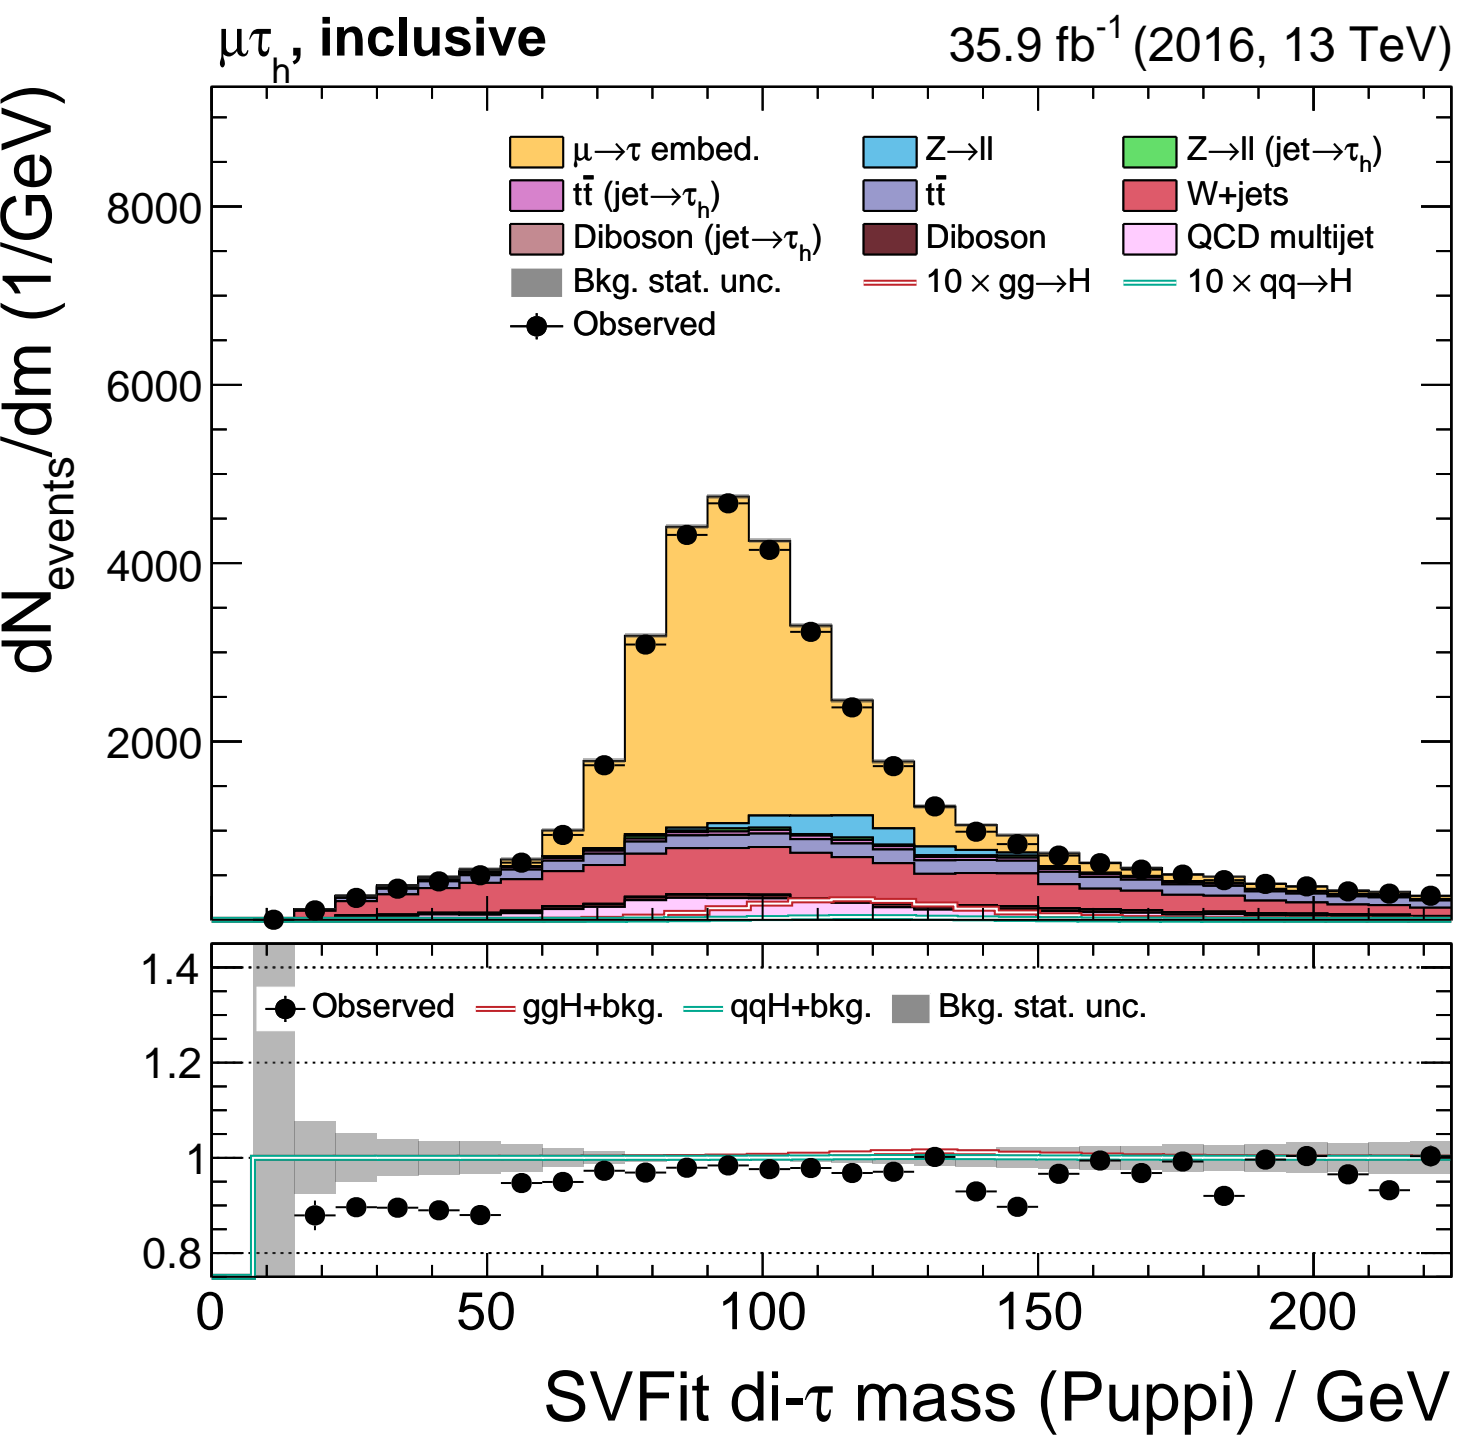 μτh, inclusive 35.9 fb-1 (2016, 13 TeV)
dNevents/dm (1/GeV)
μ→τ embed. Z→ll Z→ll (jet→τh)
tt̄ (jet→τh) tt̄ W+jets
Diboson (jet→τh) Diboson QCD multijet
Bkg. stat. unc. 10 × gg→H 10 × qq→H
Observed
8000
6000
4000
2000
1.4
Observed ggH+bkg. qqH+bkg. Bkg. stat. unc.
1.2
1
0.8
0 50 100 150 200
SVFit di-τ mass (Puppi) / GeV